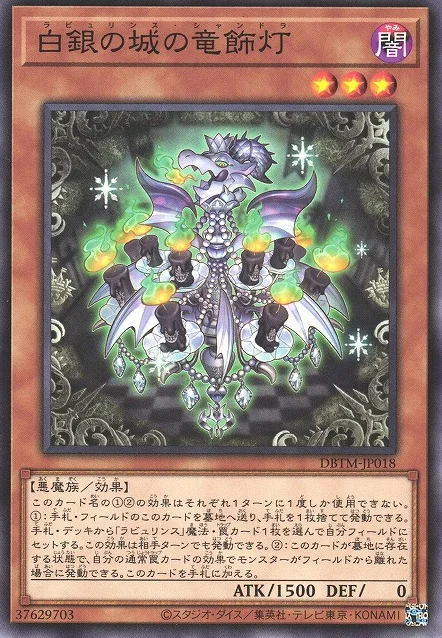 ラビュリンス・シャンドラ
白銀の城の竜飾灯
闇
やみ
DBTM-JP018
【悪魔族/効果】
このカード名の①②の効果はそれぞれ1ターンに1度しか使用できない。
①:手札・フィールドのこのカードを墓地へ送り、手札を1枚捨てて発動できる。
手札・デッキから「ラビュリンス」魔法・罠カード1枚を選んで自分フィールド
にセットする。この効果は相手ターンでも発動できる。②:このカードが墓地に存在
する状態で、自分の通常罠カードの効果でモンスターがフィールドから離れた
場合に発動できる。このカードを手札に加える。
ATK/1500 DEF/ 0
37629703 ©スタジオ・ダイス/集英社・テレビ東京・KONAMI